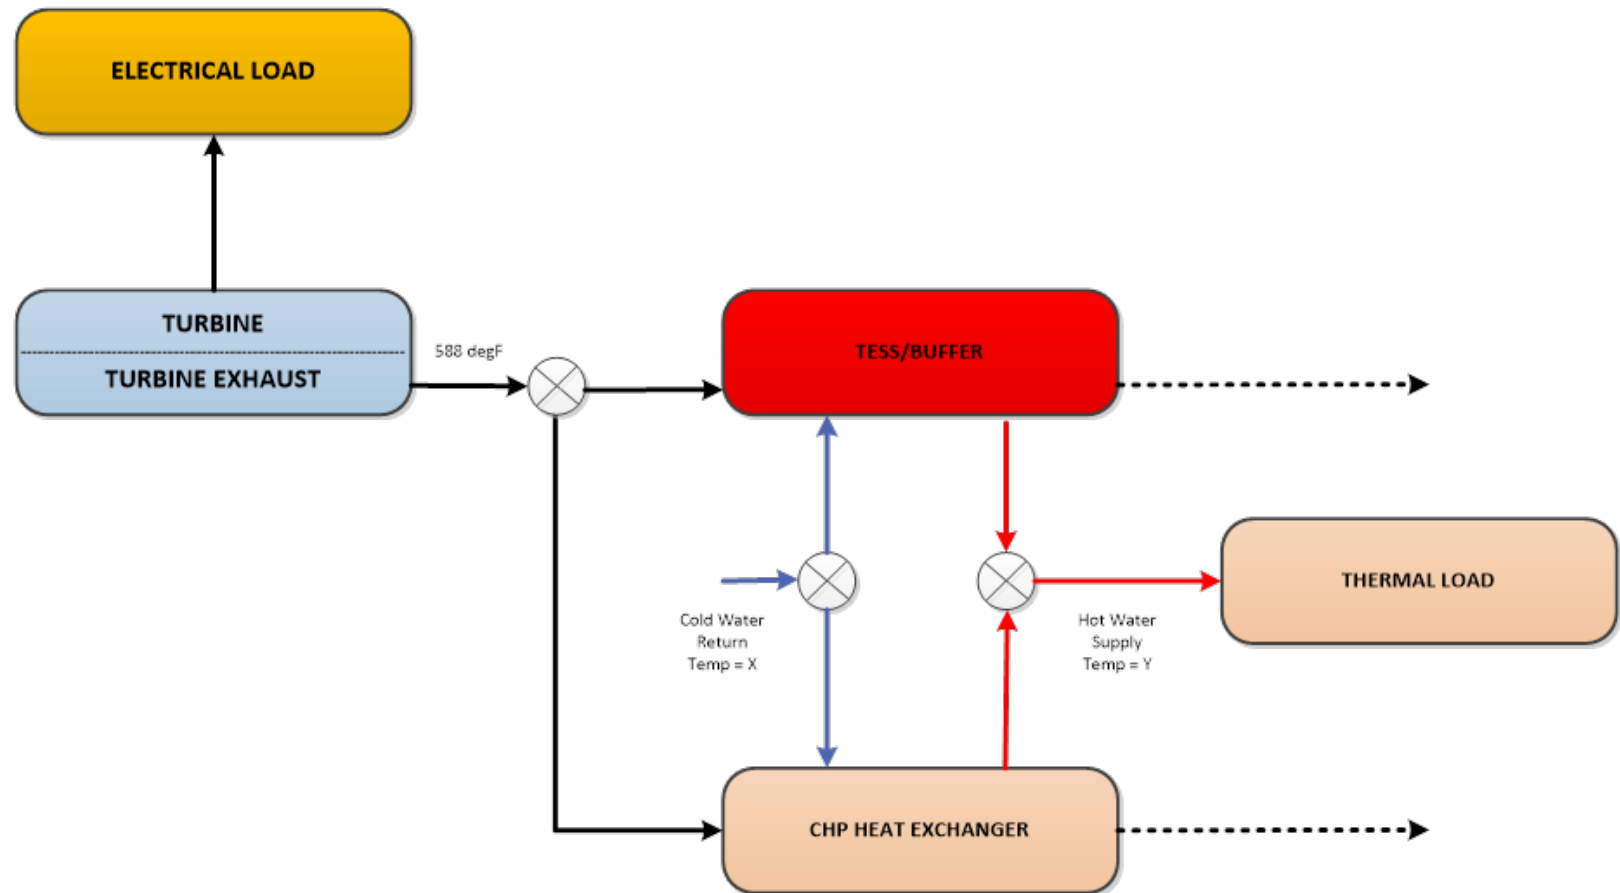 ELECTRICAL LOAD
TURBINE
TURBINE EXHAUST
588 degF
TESS/BUFFER
Cold Water
Return
Temp = X
Hot Water
Supply
Temp = Y
THERMAL LOAD
CHP HEAT EXCHANGER